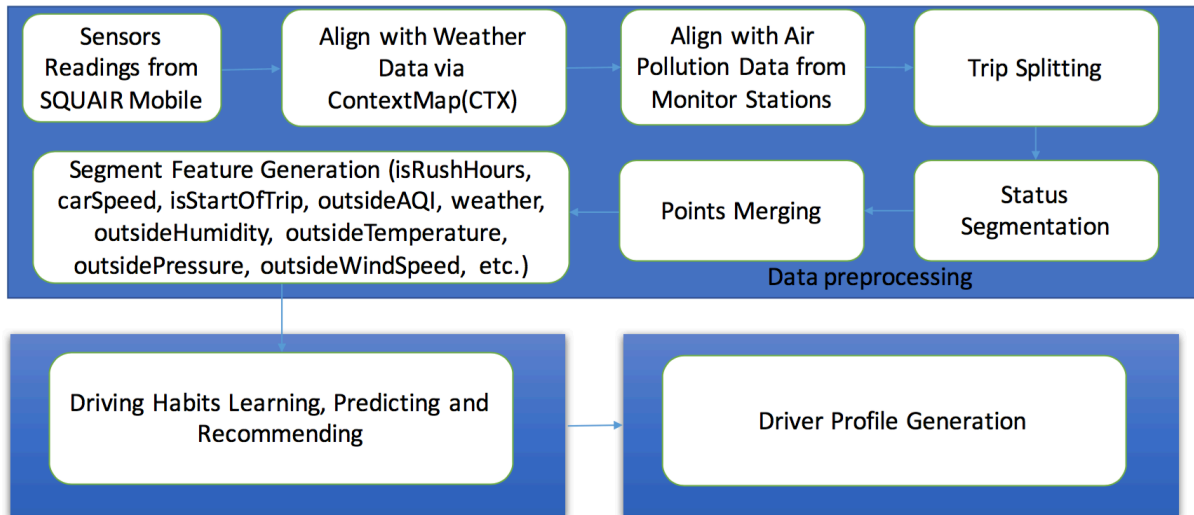 Sensors
Readings from
SQUAIR Mobile
Align with Weather
Data via
ContextMap(CTX)
Align with Air
Pollution Data from
Monitor Stations
Trip Splitting
Status
Segmentation
Points Merging
Segment Feature Generation (isRushHours,
carSpeed, isStartOfTrip, outsideAQI, weather,
outsideHumidity, outsideTemperature,
outsidePressure, outsideWindSpeed, etc.)
Data preprocessing
Driving Habits Learning, Predicting and
Recommending
Driver Profile Generation